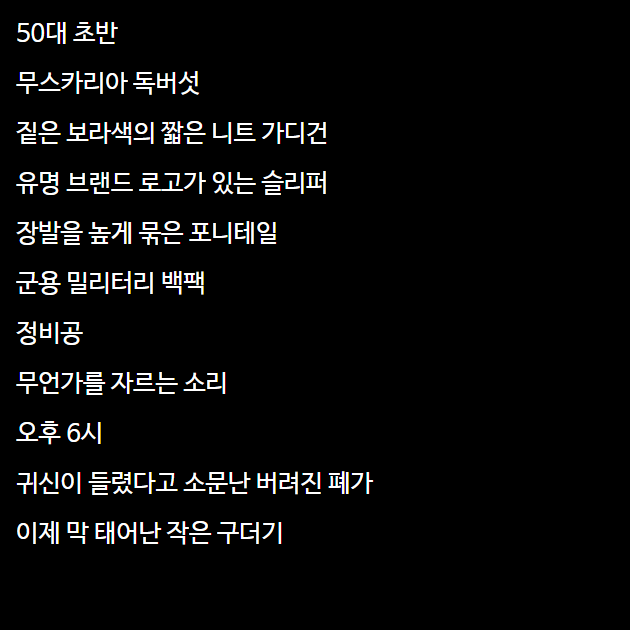 50대 초반
무스카리아 독버섯
짙은 보라색의 짧은 니트 가디건
유명 브랜드 로고가 있는 슬리퍼
장발을 높게 묶은 포니테일
군용 밀리터리 백팩
정비공
무언가를 자르는 소리
오후 6시
귀신이 들렸다고 소문난 버려진 폐가
이제 막 태어난 작은 구더기